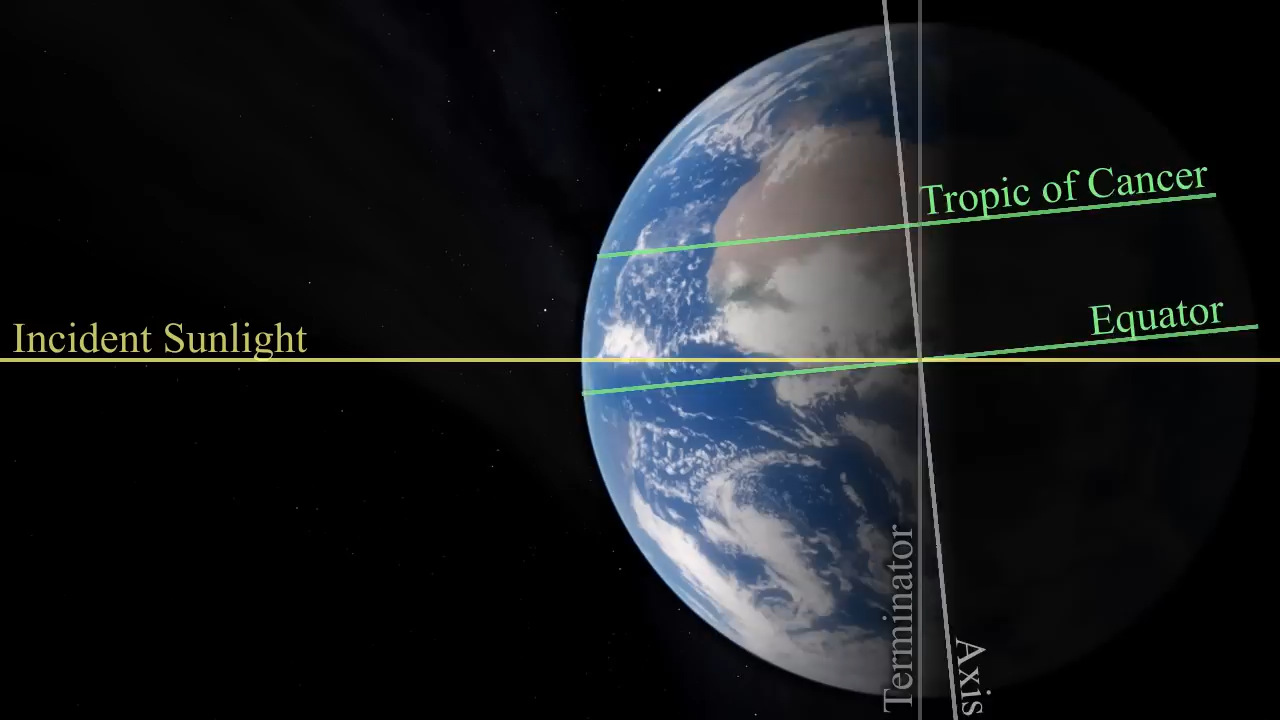 Tropic of Cancer
Equator
Incident Sunlight
Terminator
Axis